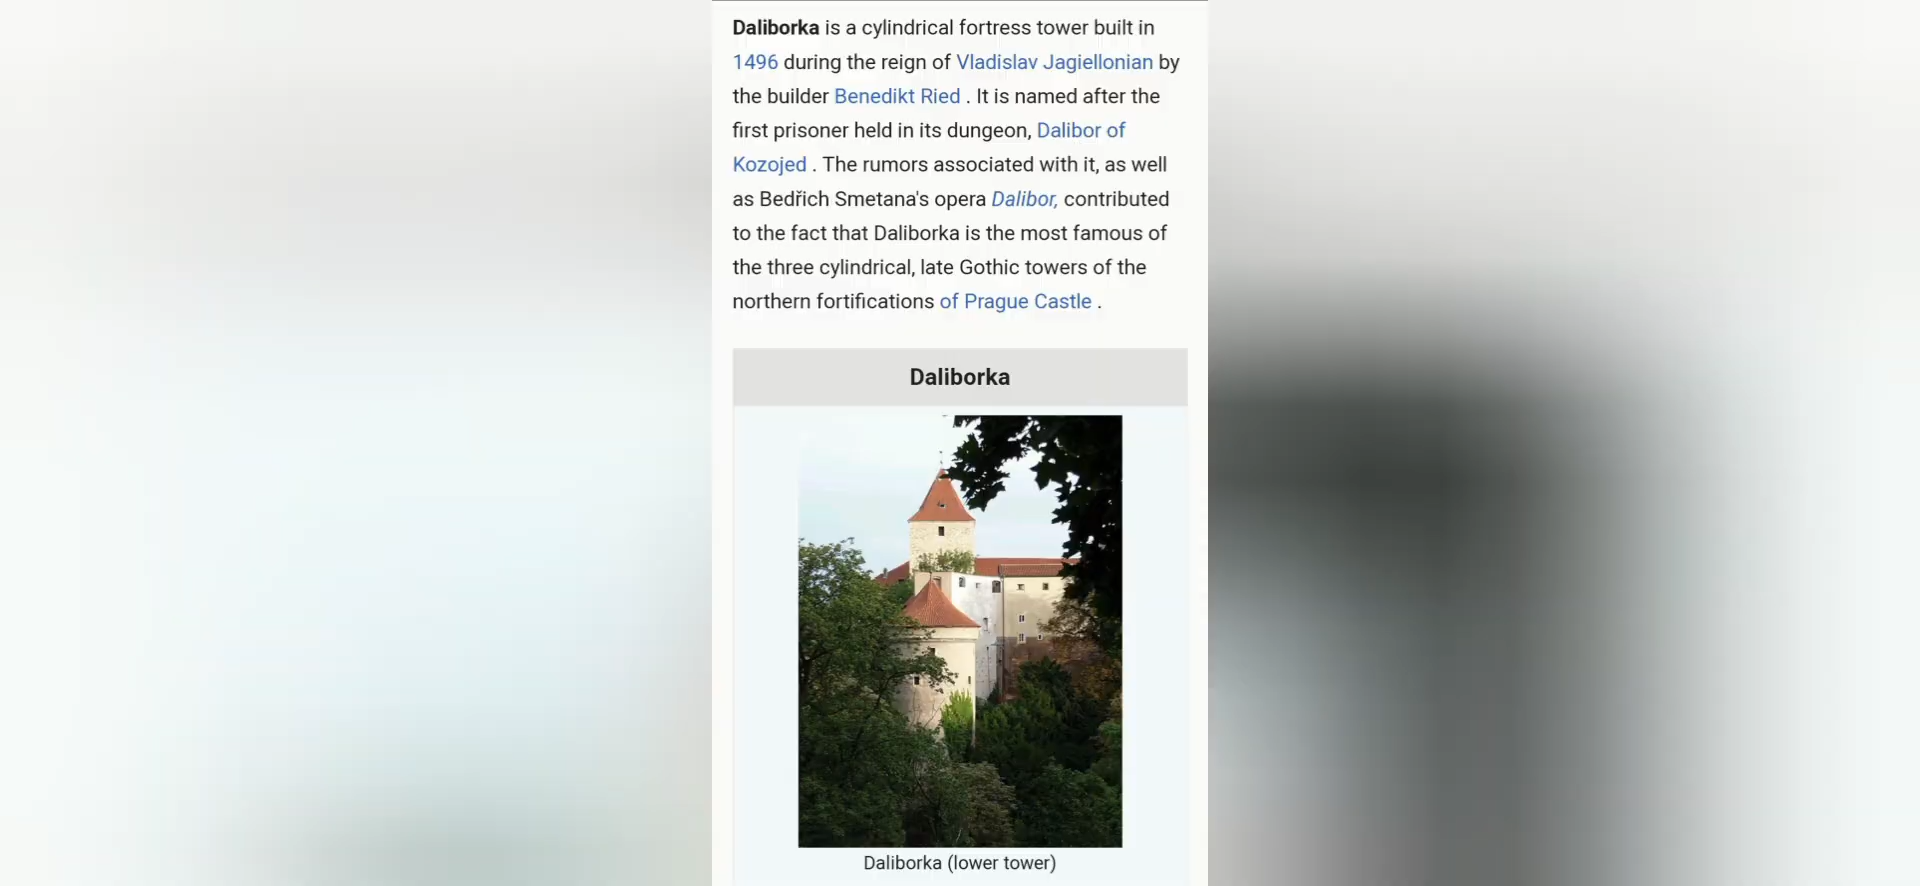 Daliborka is a cylindrical fortress tower built in
1496 during the reign of Vladislav Jagiellonian by
the builder Benedikt Ried . It is named after the
first prisoner held in its dungeon, Dalibor of
Kozojed . The rumors associated with it, as well
as Bedřich Smetana's opera Dalibor, contributed
to the fact that Daliborka is the most famous of
the three cylindrical, late Gothic towers of the
northern fortifications of Prague Castle .
Daliborka
Daliborka (lower tower)